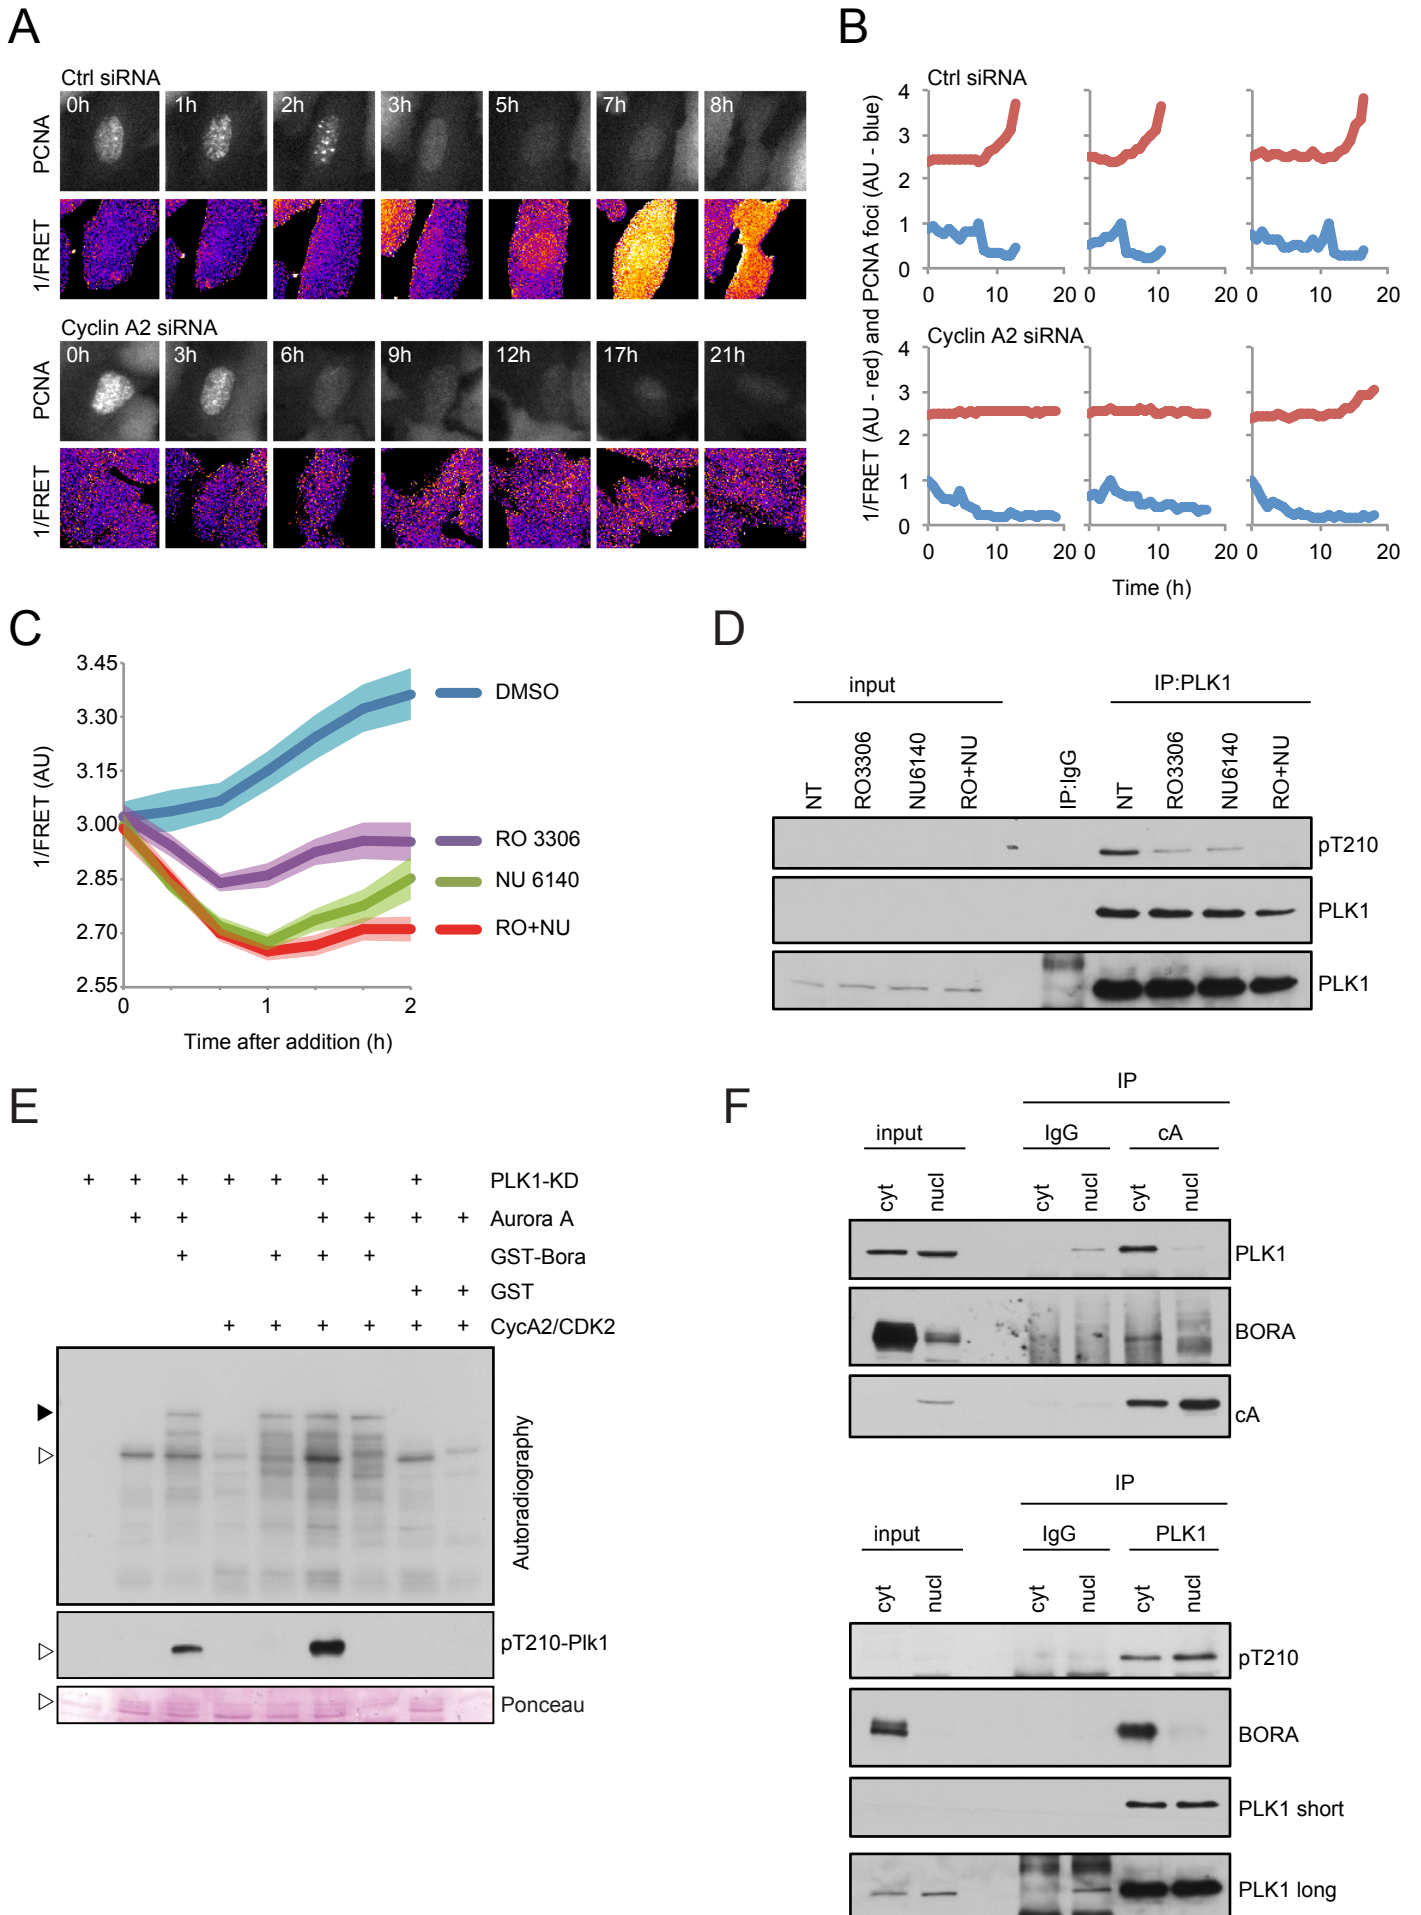 A
Ctrl siRNA
PCNA
0h 1h 2h 3h 5h 7h 8h
1/FRET
Cyclin A2 siRNA
PCNA
0h 3h 6h 9h 12h 17h 21h
1/FRET
B
1/FRET (AU - red) and PCNA foci (AU - blue)
Ctrl siRNA
4
3
2
1
0
0 10 20 0 10 20 0 10 20
Cyclin A2 siRNA
4
3
2
1
0
0 10 20 0 10 20 0 10 20
Time (h)
C
1/FRET (AU)
3.45
3.30
3.15
3.00
2.85
2.70
2.55
0 1 2
Time after addition (h)
DMSO
RO 3306
NU 6140
RO+NU
D
input IP:PLK1
NT RO3306 NU6140 RO+NU IP:IgG NT RO3306 NU6140 RO+NU
pT210
PLK1
PLK1
E
+ + + + + + + PLK1-KD
+ + + + + + Aurora A
+ + + + GST-Bora
+ + GST
+ + + + + + CycA2/CDK2
Autoradiography
pT210-Plk1
Ponceau
F
IP
input IgG cA
cyt nucl cyt nucl cyt nucl
PLK1
BORA
cA
IP
input IgG PLK1
cyt nucl cyt nucl cyt nucl
pT210
BORA
PLK1 short
PLK1 long